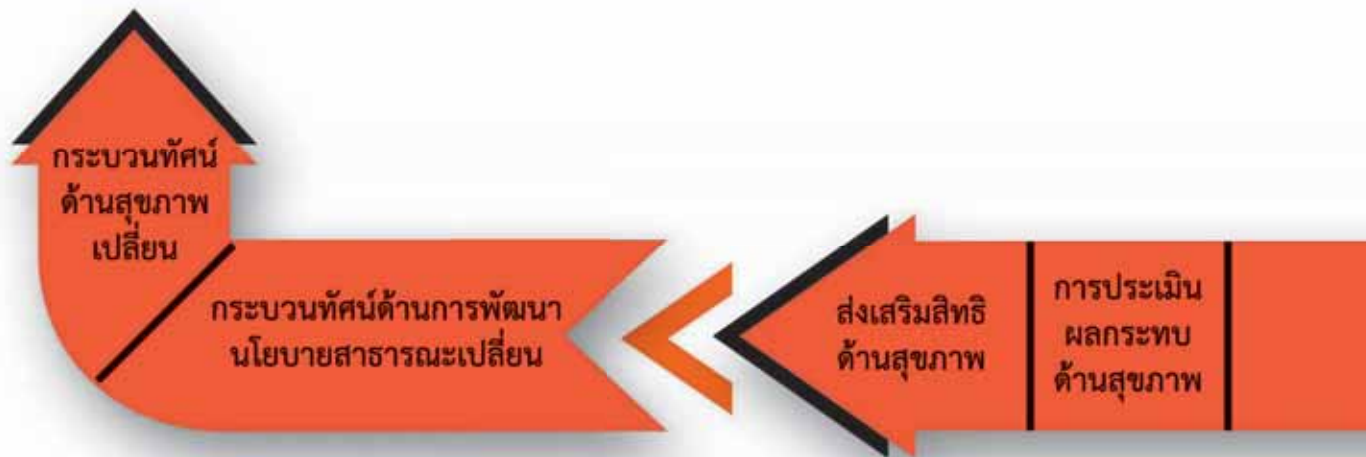 กระบวนทัศน์
ด้านสุขภาพ
เปลี่ยน
กระบวนทัศน์ด้านการพัฒนา
นโยบายสาธารณะเปลี่ยน
ส่งเสริมสิทธิ
ด้านสุขภาพ
การประเมิน
ผลกระทบ
ด้านสุขภาพ